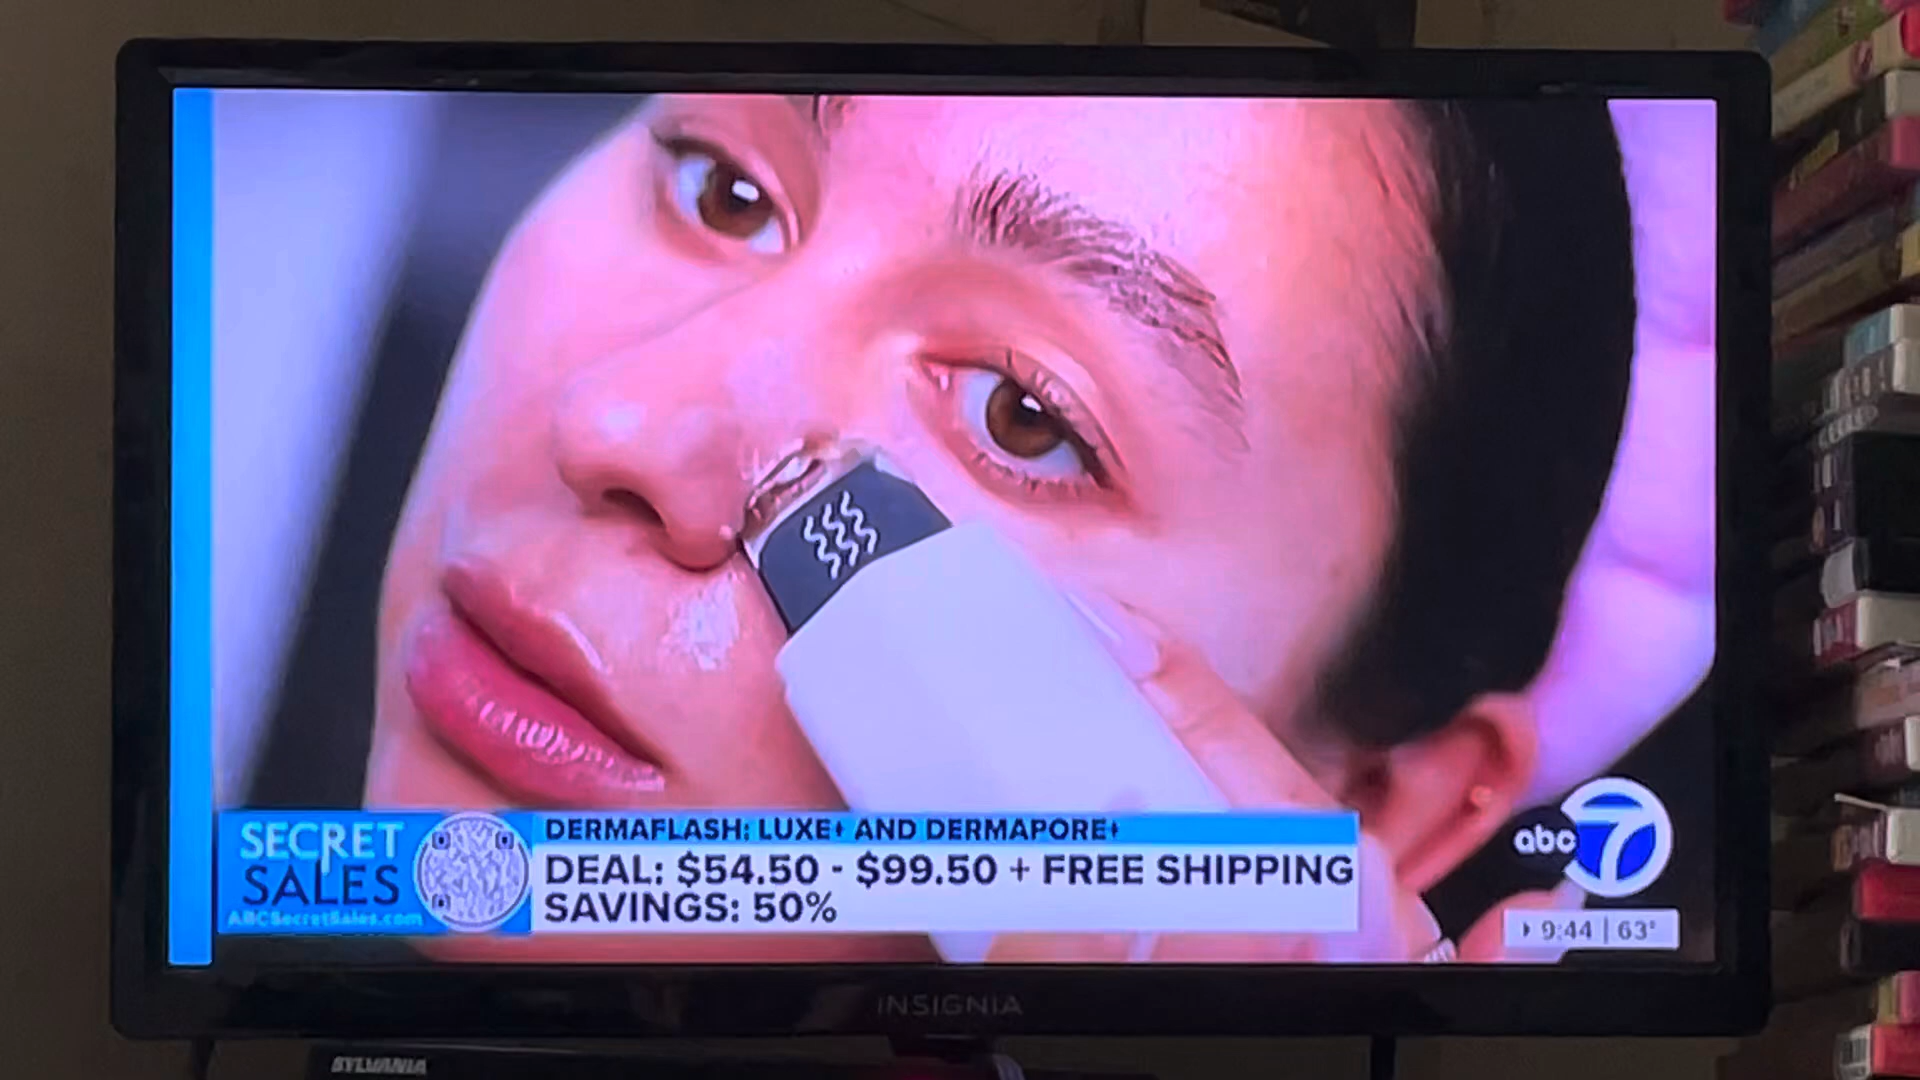 SECRET
SALES
ABCSecretSales.com
DERMAFLASH: LUXE+ AND DERMAPORE+
DEAL: $54.50 - $99.50 + FREE SHIPPING
SAVINGS: 50%
abc 7
9:44 | 63°
INSIGNIA
SYLVANIA